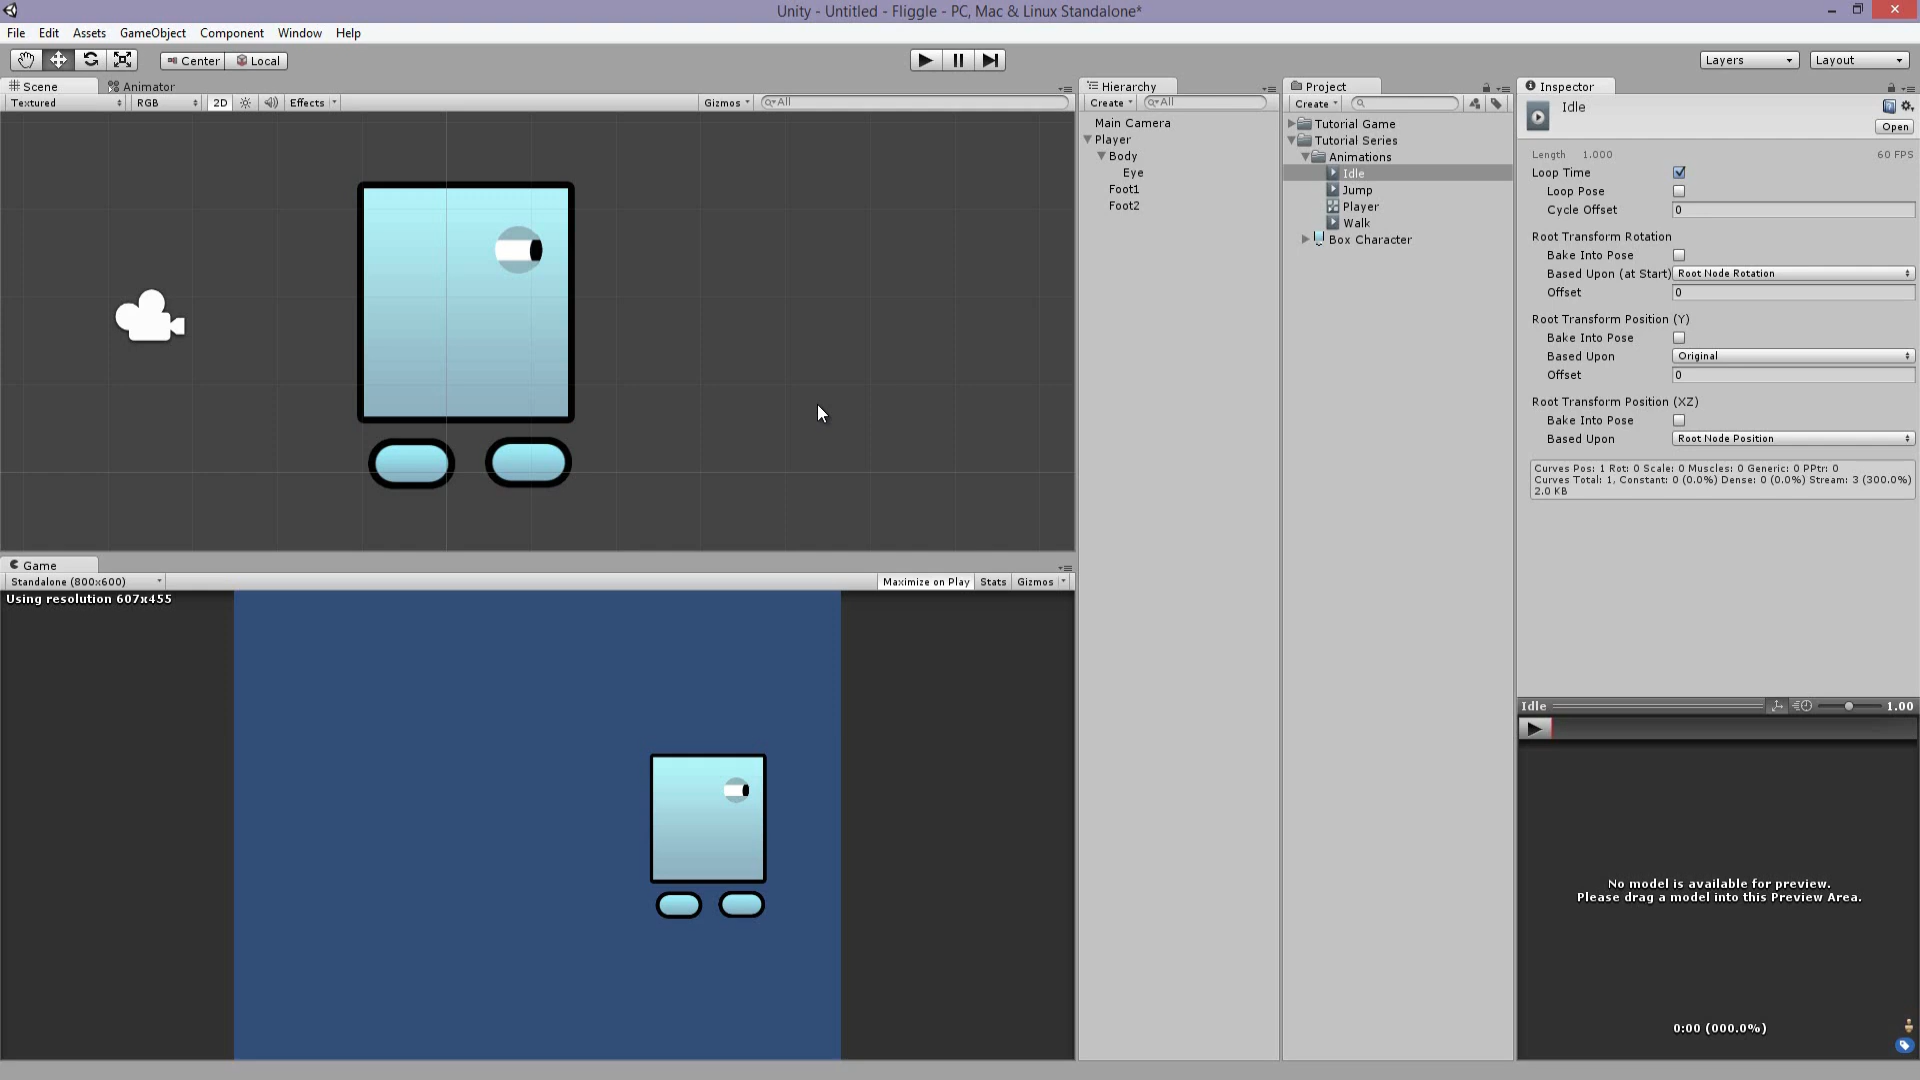 Unity - Untitled - Fliggle - PC, Mac & Linux Standalone*
File Edit Assets GameObject Component Window Help
Center Local Layers Layout
Scene Animator
Textured RGB 2D Effects Gizmos All
Hierarchy
Create All
Main Camera
Player
Body
Eye
Foot1
Foot2
Project
Create
Tutorial Game
Tutorial Series
Animations
Idle
Jump
Player
Walk
Box Character
Inspector
Idle
Open
Length 1.000 60 FPS
Loop Time
Loop Pose
Cycle Offset 0
Root Transform Rotation
Bake Into Pose
Based Upon (at Start) Root Node Rotation
Offset 0
Root Transform Position (Y)
Bake Into Pose
Based Upon Original
Offset 0
Root Transform Position (XZ)
Bake Into Pose
Based Upon Root Node Position
Curves Pos: 1 Rot: 0 Scale: 0 Muscles: 0 Generic: 0 PPtr: 0
Curves Total: 1, Constant: 0 (0.0%) Dense: 0 (0.0%) Stream: 3 (300.0%)
2.0 KB
Game
Standalone (800x600) Maximize on Play Stats Gizmos
Using resolution 607x455
Idle 1.00
No model is available for preview.
Please drag a model into this Preview Area.
0:00 (000.0%)